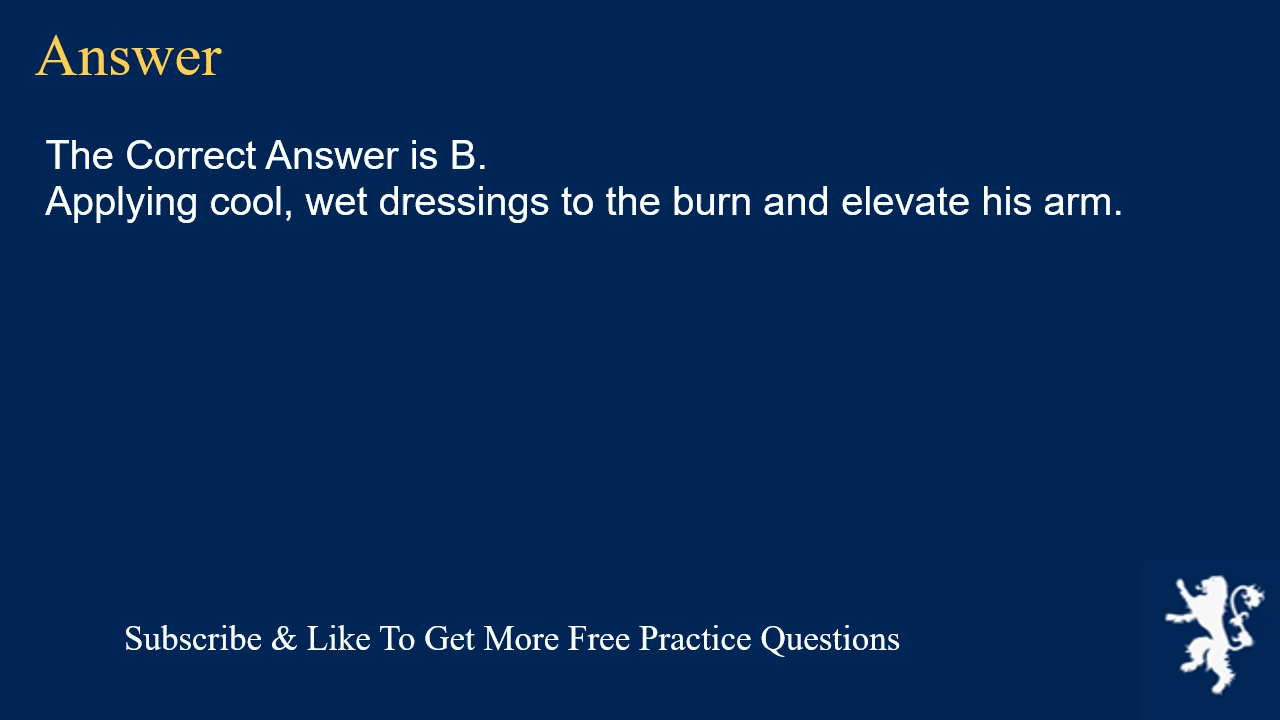 Answer
The Correct Answer is B.
Applying cool, wet dressings to the burn and elevate his arm.
Subscribe & Like To Get More Free Practice Questions